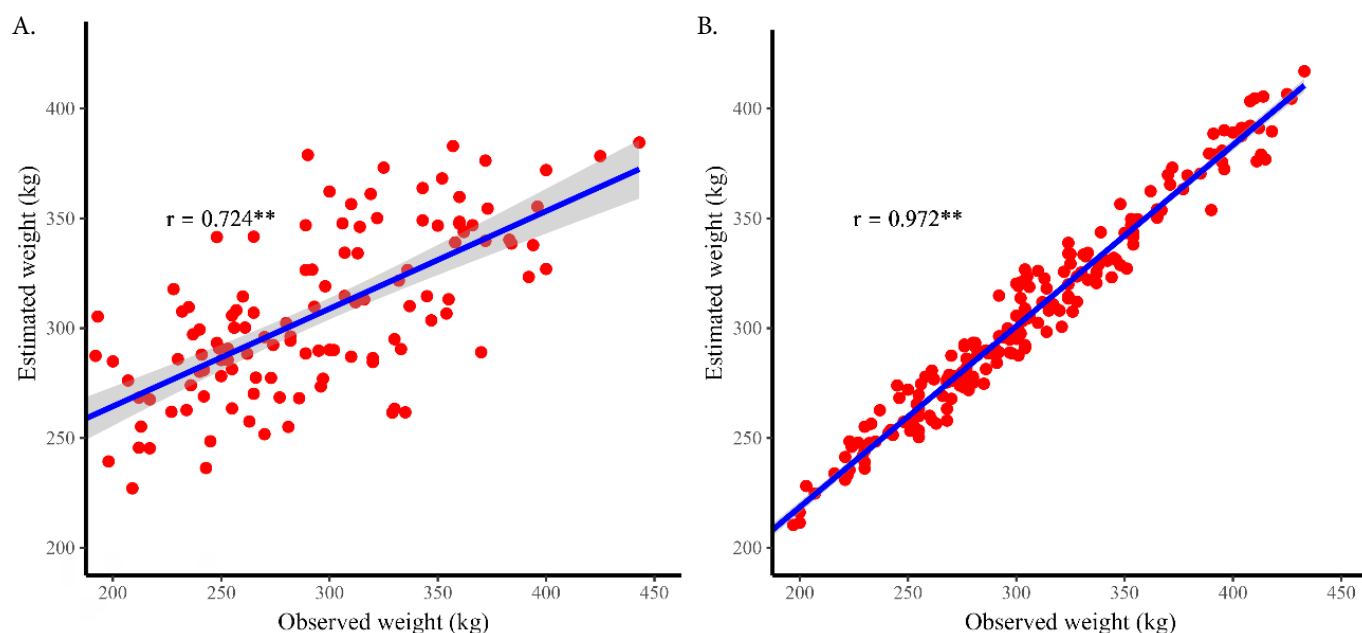 A.
400
350
300
250
200
Estimated weight (kg)
r = 0.724**
200 250 300 350 400 450
Observed weight (kg)
B.
400
350
300
250
200
Estimated weight (kg)
r = 0.972**
200 250 300 350 400 450
Observed weight (kg)